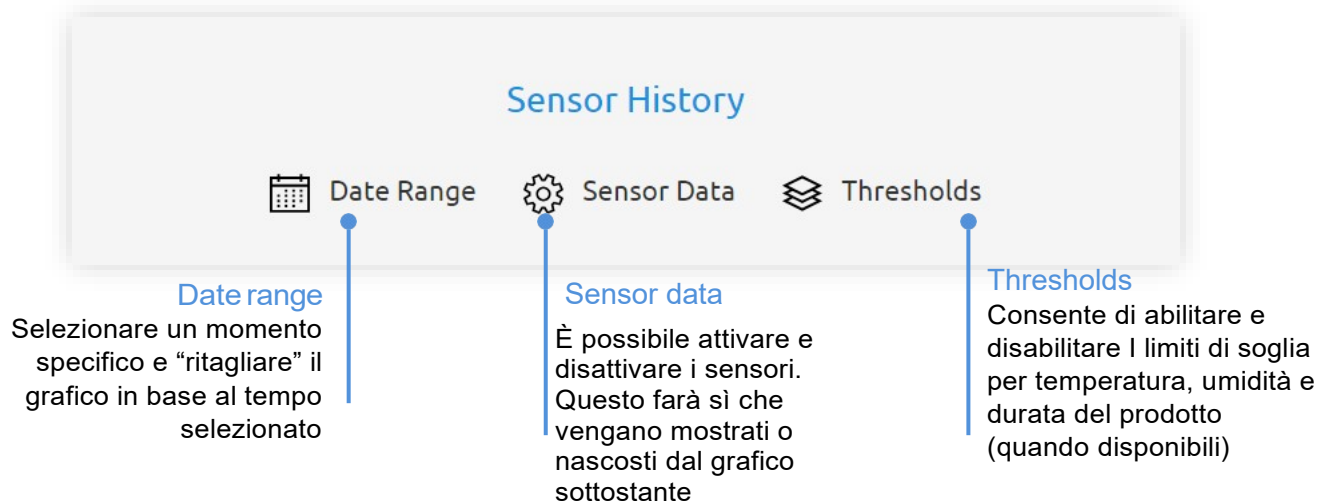 Sensor History
Date Range
Sensor Data
Thresholds
Date range
Selezionare un momento
specifico e “ritagliare” il
grafico in base al tempo
selezionato
Sensor data
È possibile attivare e
disattivare i sensori.
Questo farà sì che
vengano mostrati o
nascosti dal grafico
sottostante
Thresholds
Consente di abilitare e
disabilitare I limiti di soglia
per temperatura, umidità e
durata del prodotto
(quando disponibili)